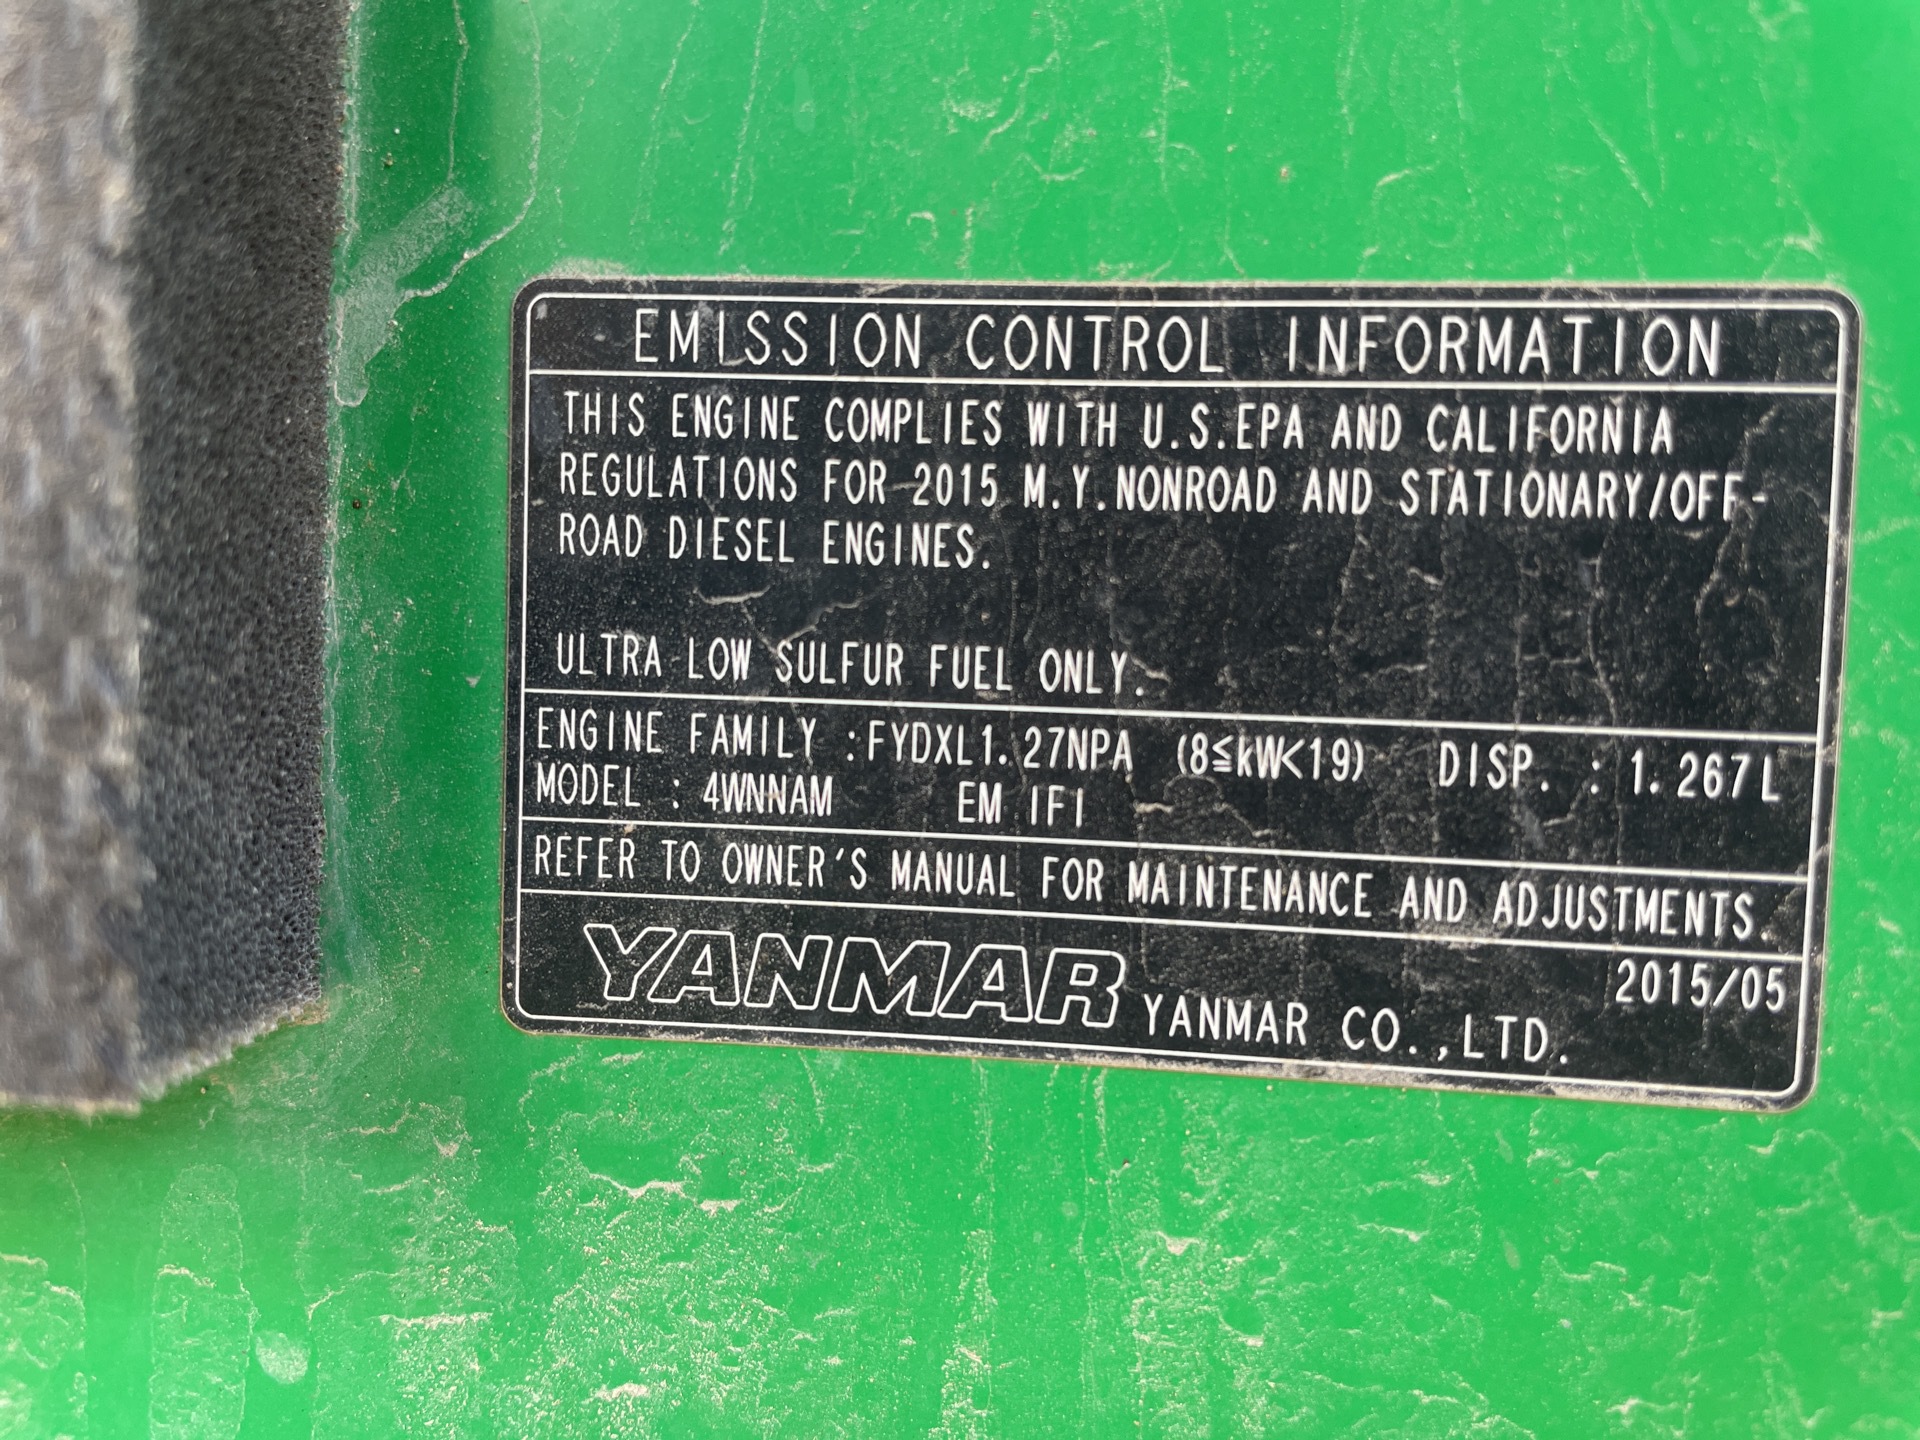 EMISSION CONTROL INFORMATION
THIS ENGINE COMPLIES WITH U.S.EPA AND CALIFORNIA
REGULATIONS FOR 2015 M.Y.NONROAD AND STATIONARY/OFF-
ROAD DIESEL ENGINES.
ULTRA LOW SULFUR FUEL ONLY.
ENGINE FAMILY :FYDXL1.27NPA (8≦kW<19) DISP. : 1.267L
MODEL : 4WNNAM EM IFI
REFER TO OWNER'S MANUAL FOR MAINTENANCE AND ADJUSTMENTS.
2015/05
YANMAR YANMAR CO.,LTD.